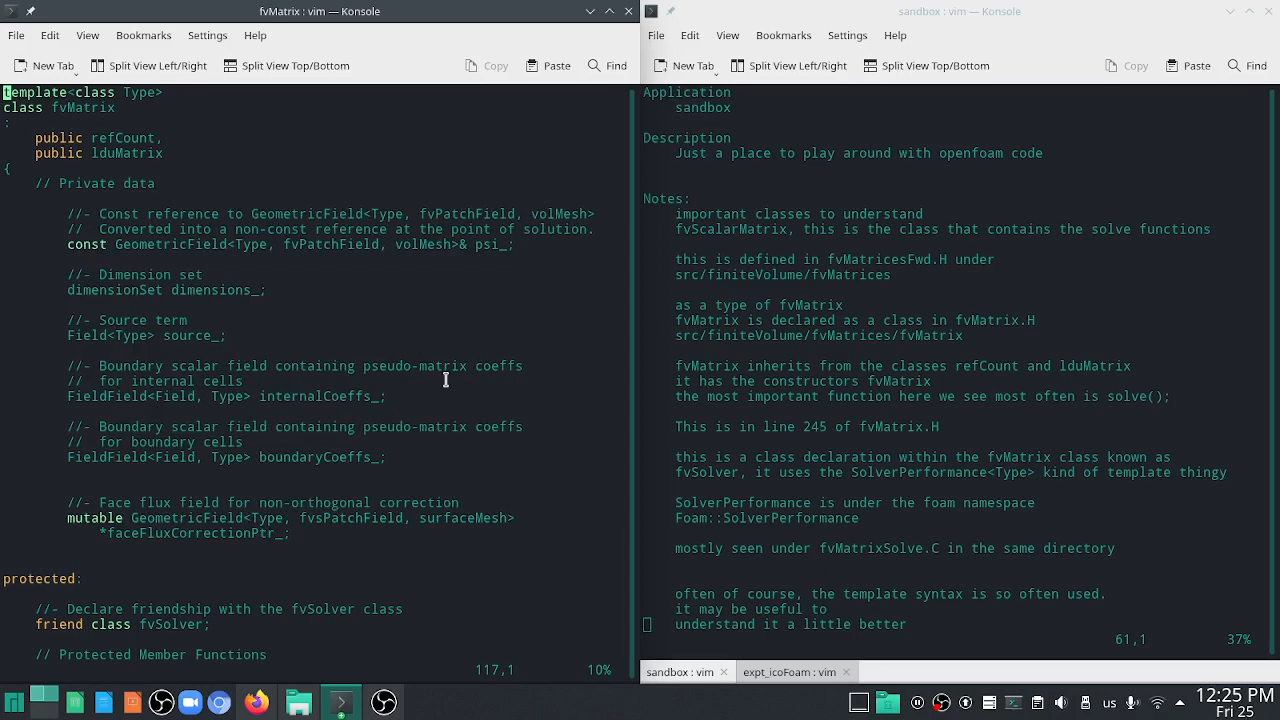 fvMatrix : vim — Konsole
File Edit View Bookmarks Settings Help
New Tab Split View Left/Right Split View Top/Bottom Copy Paste Find
template<class Type>
class fvMatrix
:
    public refCount,
    public lduMatrix
{
    // Private data
        //- Const reference to GeometricField<Type, fvPatchField, volMesh>
        //  Converted into a non-const reference at the point of solution.
        const GeometricField<Type, fvPatchField, volMesh>& psi_;
        //- Dimension set
        dimensionSet dimensions_;
        //- Source term
        Field<Type> source_;
        //- Boundary scalar field containing pseudo-matrix coeffs
        //  for internal cells
        FieldField<Field, Type> internalCoeffs_;
        //- Boundary scalar field containing pseudo-matrix coeffs
        //  for boundary cells
        FieldField<Field, Type> boundaryCoeffs_;
        //- Face flux field for non-orthogonal correction
        mutable GeometricField<Type, fvsPatchField, surfaceMesh>
            *faceFluxCorrectionPtr_;
protected:
    //- Declare friendship with the fvSolver class
    friend class fvSolver;
    // Protected Member Functions
117,1 10%
sandbox : vim — Konsole
File Edit View Bookmarks Settings Help
New Tab Split View Left/Right Split View Top/Bottom Copy Paste Find
Application
    sandbox
Description
    Just a place to play around with openfoam code
Notes:
    important classes to understand
    fvScalarMatrix, this is the class that contains the solve functions
    this is defined in fvMatricesFwd.H under
    src/finiteVolume/fvMatrices
    as a type of fvMatrix
    fvMatrix is declared as a class in fvMatrix.H
    src/finiteVolume/fvMatrices/fvMatrix
    fvMatrix inherits from the classes refCount and lduMatrix
    it has the constructors fvMatrix
    the most important function here we see most often is solve();
    This is in line 245 of fvMatrix.H
    this is a class declaration within the fvMatrix class known as
    fvSolver, it uses the SolverPerformance<Type> kind of template thingy
    SolverPerformance is under the foam namespace
    Foam::SolverPerformance
    mostly seen under fvMatrixSolve.C in the same directory
    often of course, the template syntax is so often used.
    it may be useful to
    understand it a little better
61,1 37%
sandbox : vim expt_icoFoam : vim
us 12:25 PM
Fri 25